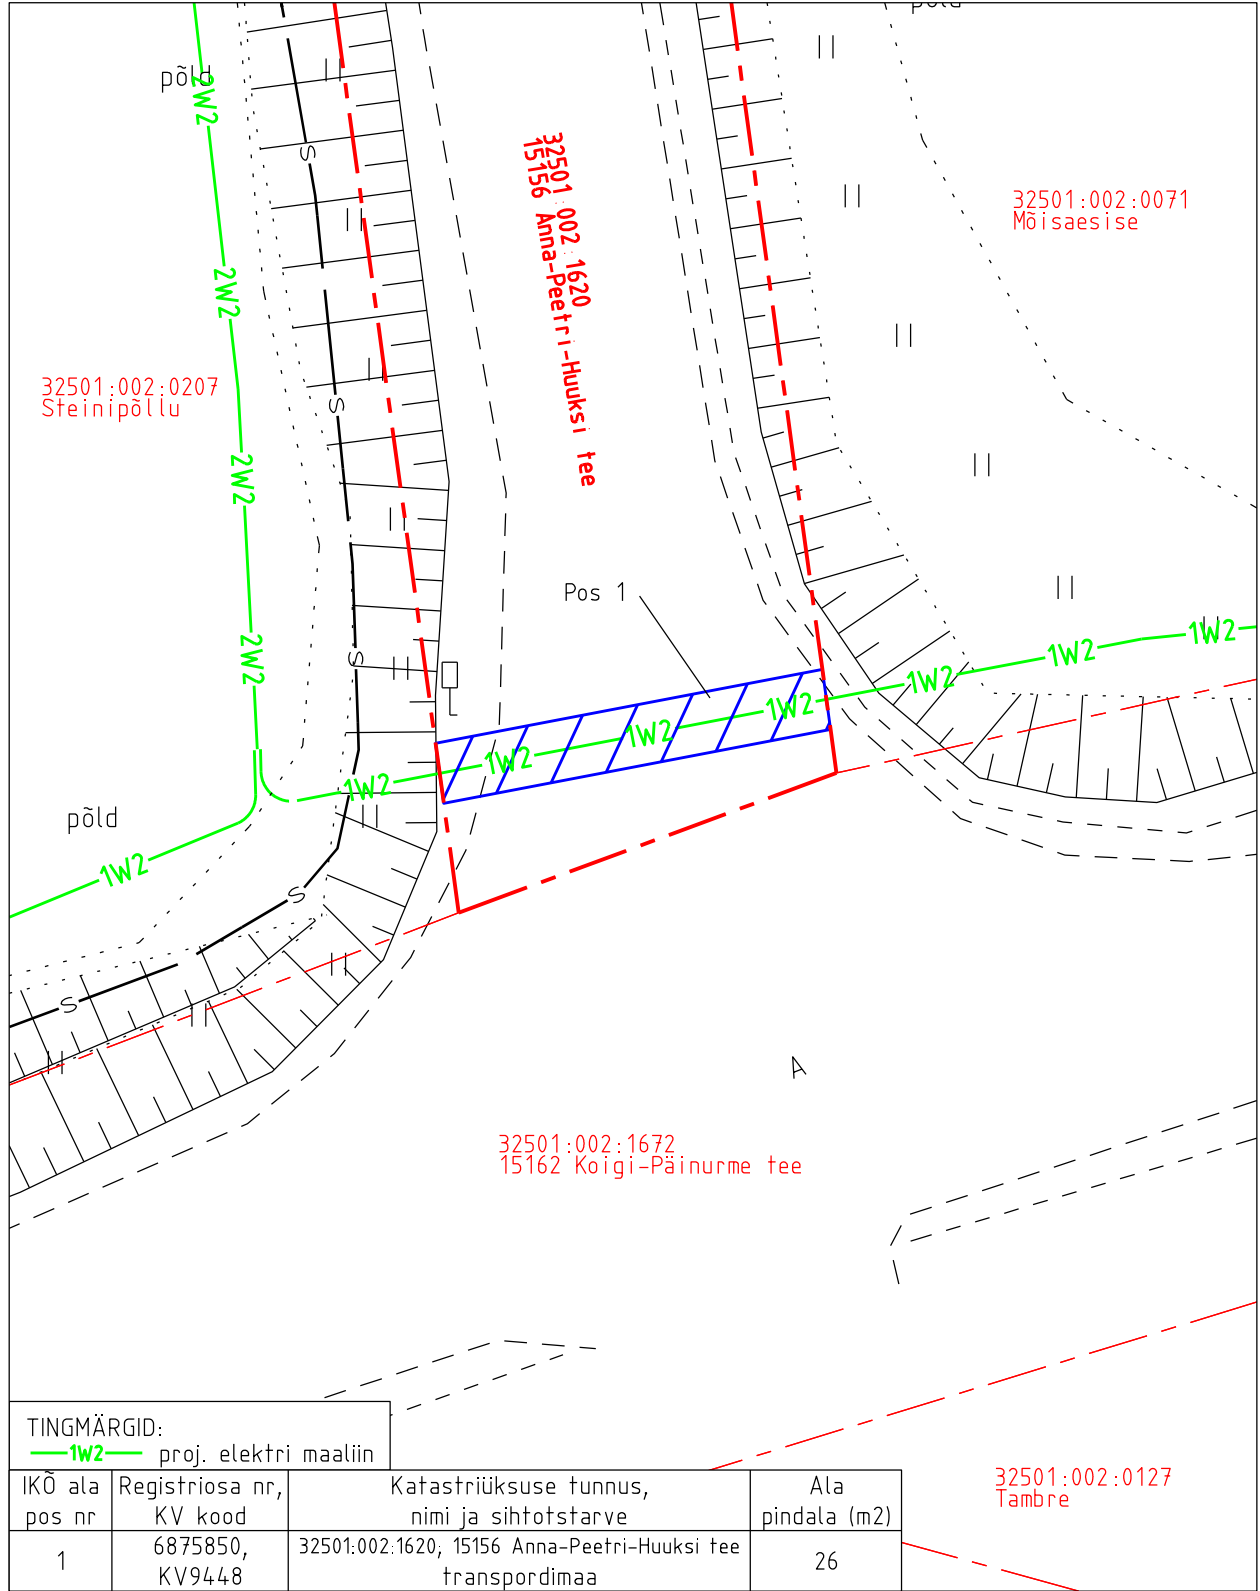 põld
põld
2W2
S
||
||
32501:002:1620
15156 Anna-Peetri-Huuksi tee
32501:002:0071
Mõisaesise
||
||
||
2W2
||
32501:002:0207
Steinipõllu
S
2W2
||
||
Pos 1
||
2W2
S
||
1W2
1W2
1W2
1W2
1W2
1W2
1W2
||
põld
1W2
S
||
S
||
||
A
32501:002:1672
15162 Koigi-Päinurme tee
TINGMÄRGID:
1W2 proj. elektri maaliin
32501:002:0127
Tambre
IKÕ ala pos nr
Registriosa nr, KV kood
Katastriüksuse tunnus, nimi ja sihtotstarve
Ala pindala (m2)
1
6875850, KV9448
32501:002:1620; 15156 Anna-Peetri-Huuksi tee transpordimaa
26